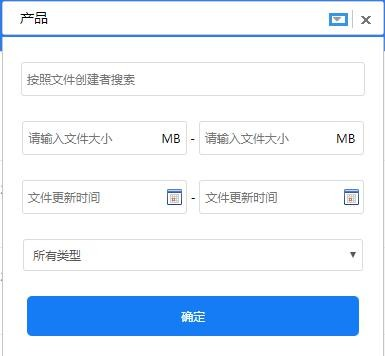 产品
按照文件创建者搜索
请输入文件大小 MB - 请输入文件大小 MB
文件更新时间 - 文件更新时间
所有类型
确定